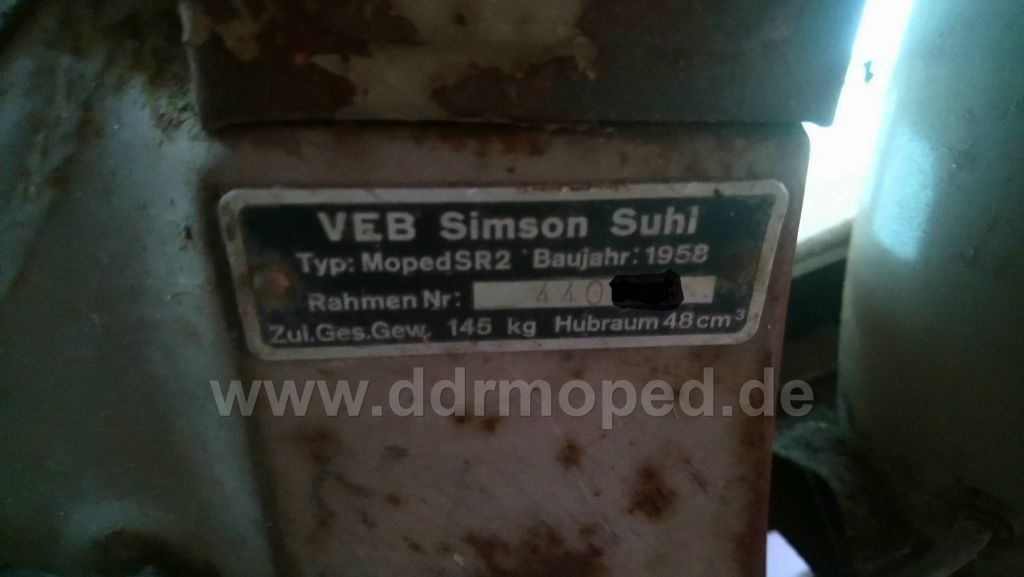 VEB Simson Suhl
Typ: Moped SR2 Baujahr: 1958
Rahmen Nr: 440
Zul.Ges.Gew. 145 kg Hubraum 48 cm³
www.ddrmoped.de